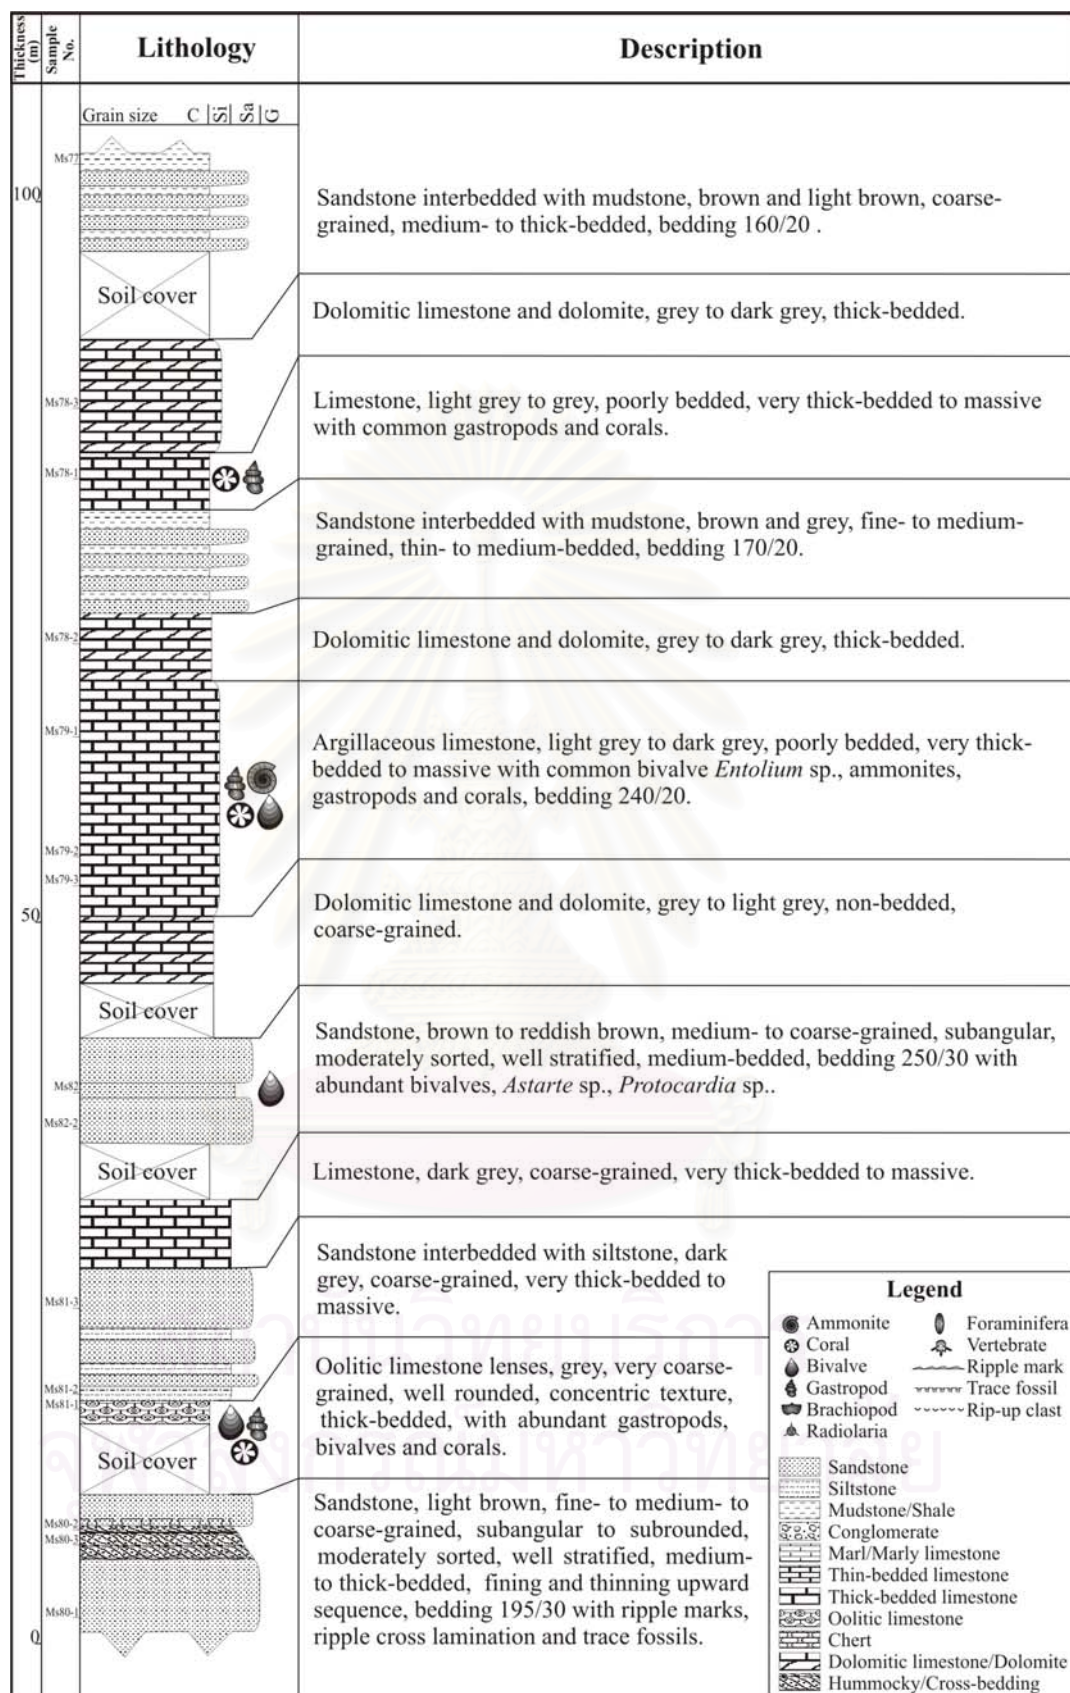 Thickness (m)
Sample No.
Lithology
Description
Grain size C Si Sa G
Ms77
100
Sandstone interbedded with mudstone, brown and light brown, coarse-
grained, medium- to thick-bedded, bedding 160/20 .
Soil cover
Dolomitic limestone and dolomite, grey to dark grey, thick-bedded.
Ms78-3
Limestone, light grey to grey, poorly bedded, very thick-bedded to massive
with common gastropods and corals.
Ms78-1
Sandstone interbedded with mudstone, brown and grey, fine- to medium-
grained, thin- to medium-bedded, bedding 170/20.
Ms78-2
Dolomitic limestone and dolomite, grey to dark grey, thick-bedded.
Ms79-1
Argillaceous limestone, light grey to dark grey, poorly bedded, very thick-
bedded to massive with common bivalve Entolium sp., ammonites,
gastropods and corals, bedding 240/20.
Ms79-2
Ms79-3
50
Dolomitic limestone and dolomite, grey to light grey, non-bedded,
coarse-grained.
Soil cover
Sandstone, brown to reddish brown, medium- to coarse-grained, subangular,
moderately sorted, well stratified, medium-bedded, bedding 250/30 with
abundant bivalves, Astarte sp., Protocardia sp..
Ms82
Ms82-2
Soil cover
Limestone, dark grey, coarse-grained, very thick-bedded to massive.
Sandstone interbedded with siltstone, dark
grey, coarse-grained, very thick-bedded to
massive.
Ms81-3
Ms81-2
Ms81-1
Oolitic limestone lenses, grey, very coarse-
grained, well rounded, concentric texture,
thick-bedded, with abundant gastropods,
bivalves and corals.
Soil cover
Sandstone, light brown, fine- to medium- to
coarse-grained, subangular to subrounded,
moderately sorted, well stratified, medium-
to thick-bedded, fining and thinning upward
sequence, bedding 195/30 with ripple marks,
ripple cross lamination and trace fossils.
Ms80-2
Ms80-3
Ms80-1
0
Legend
Ammonite
Coral
Bivalve
Gastropod
Brachiopod
Radiolaria
Foraminifera
Vertebrate
Ripple mark
Trace fossil
Rip-up clast
Sandstone
Siltstone
Mudstone/Shale
Conglomerate
Marl/Marly limestone
Thin-bedded limestone
Thick-bedded limestone
Oolitic limestone
Chert
Dolomitic limestone/Dolomite
Hummocky/Cross-bedding